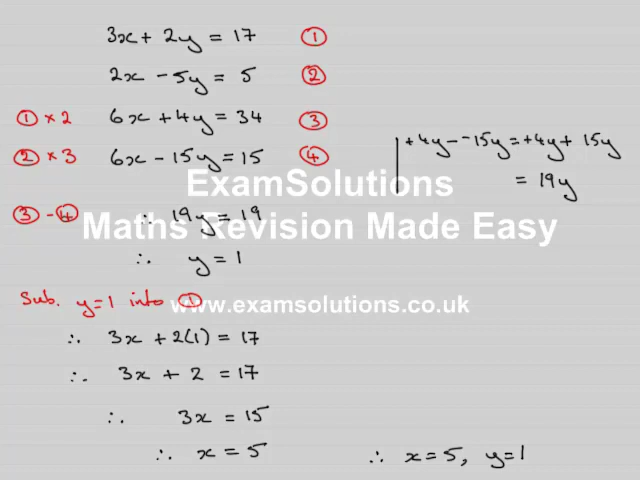 3x + 2y = 17 ①
2x - 5y = 5 ②
① × 2 6x + 4y = 34 ③
② × 3 6x - 15y = 15 ④
+4y - -15y = +4y + 15y
= 19y
③ - ④ ∴ 19y = 19
∴ y = 1
Sub. y=1 into ①
∴ 3x + 2(1) = 17
∴ 3x + 2 = 17
∴ 3x = 15
∴ x = 5
∴ x = 5, y = 1
ExamSolutions
Maths Revision Made Easy
www.examsolutions.co.uk